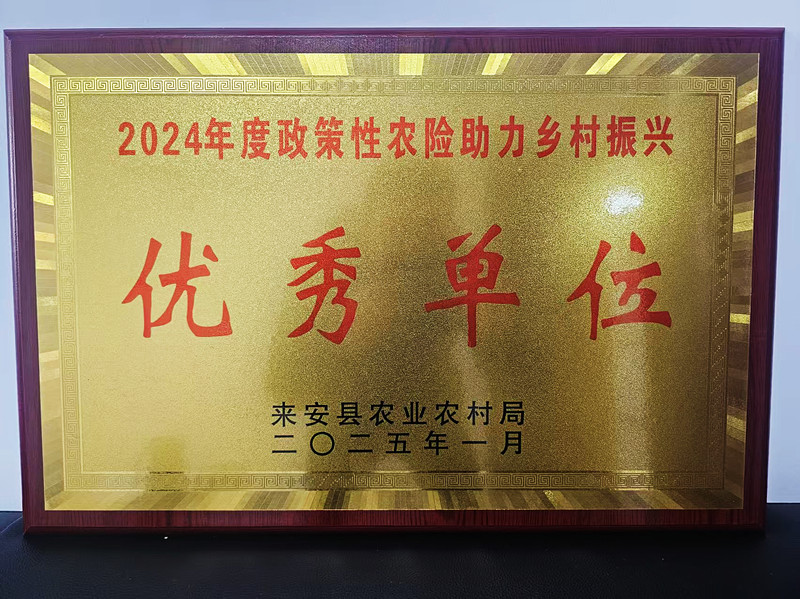 2024年度政策性农险助力乡村振兴
优秀单位
来安县农业农村局
二〇二五年一月